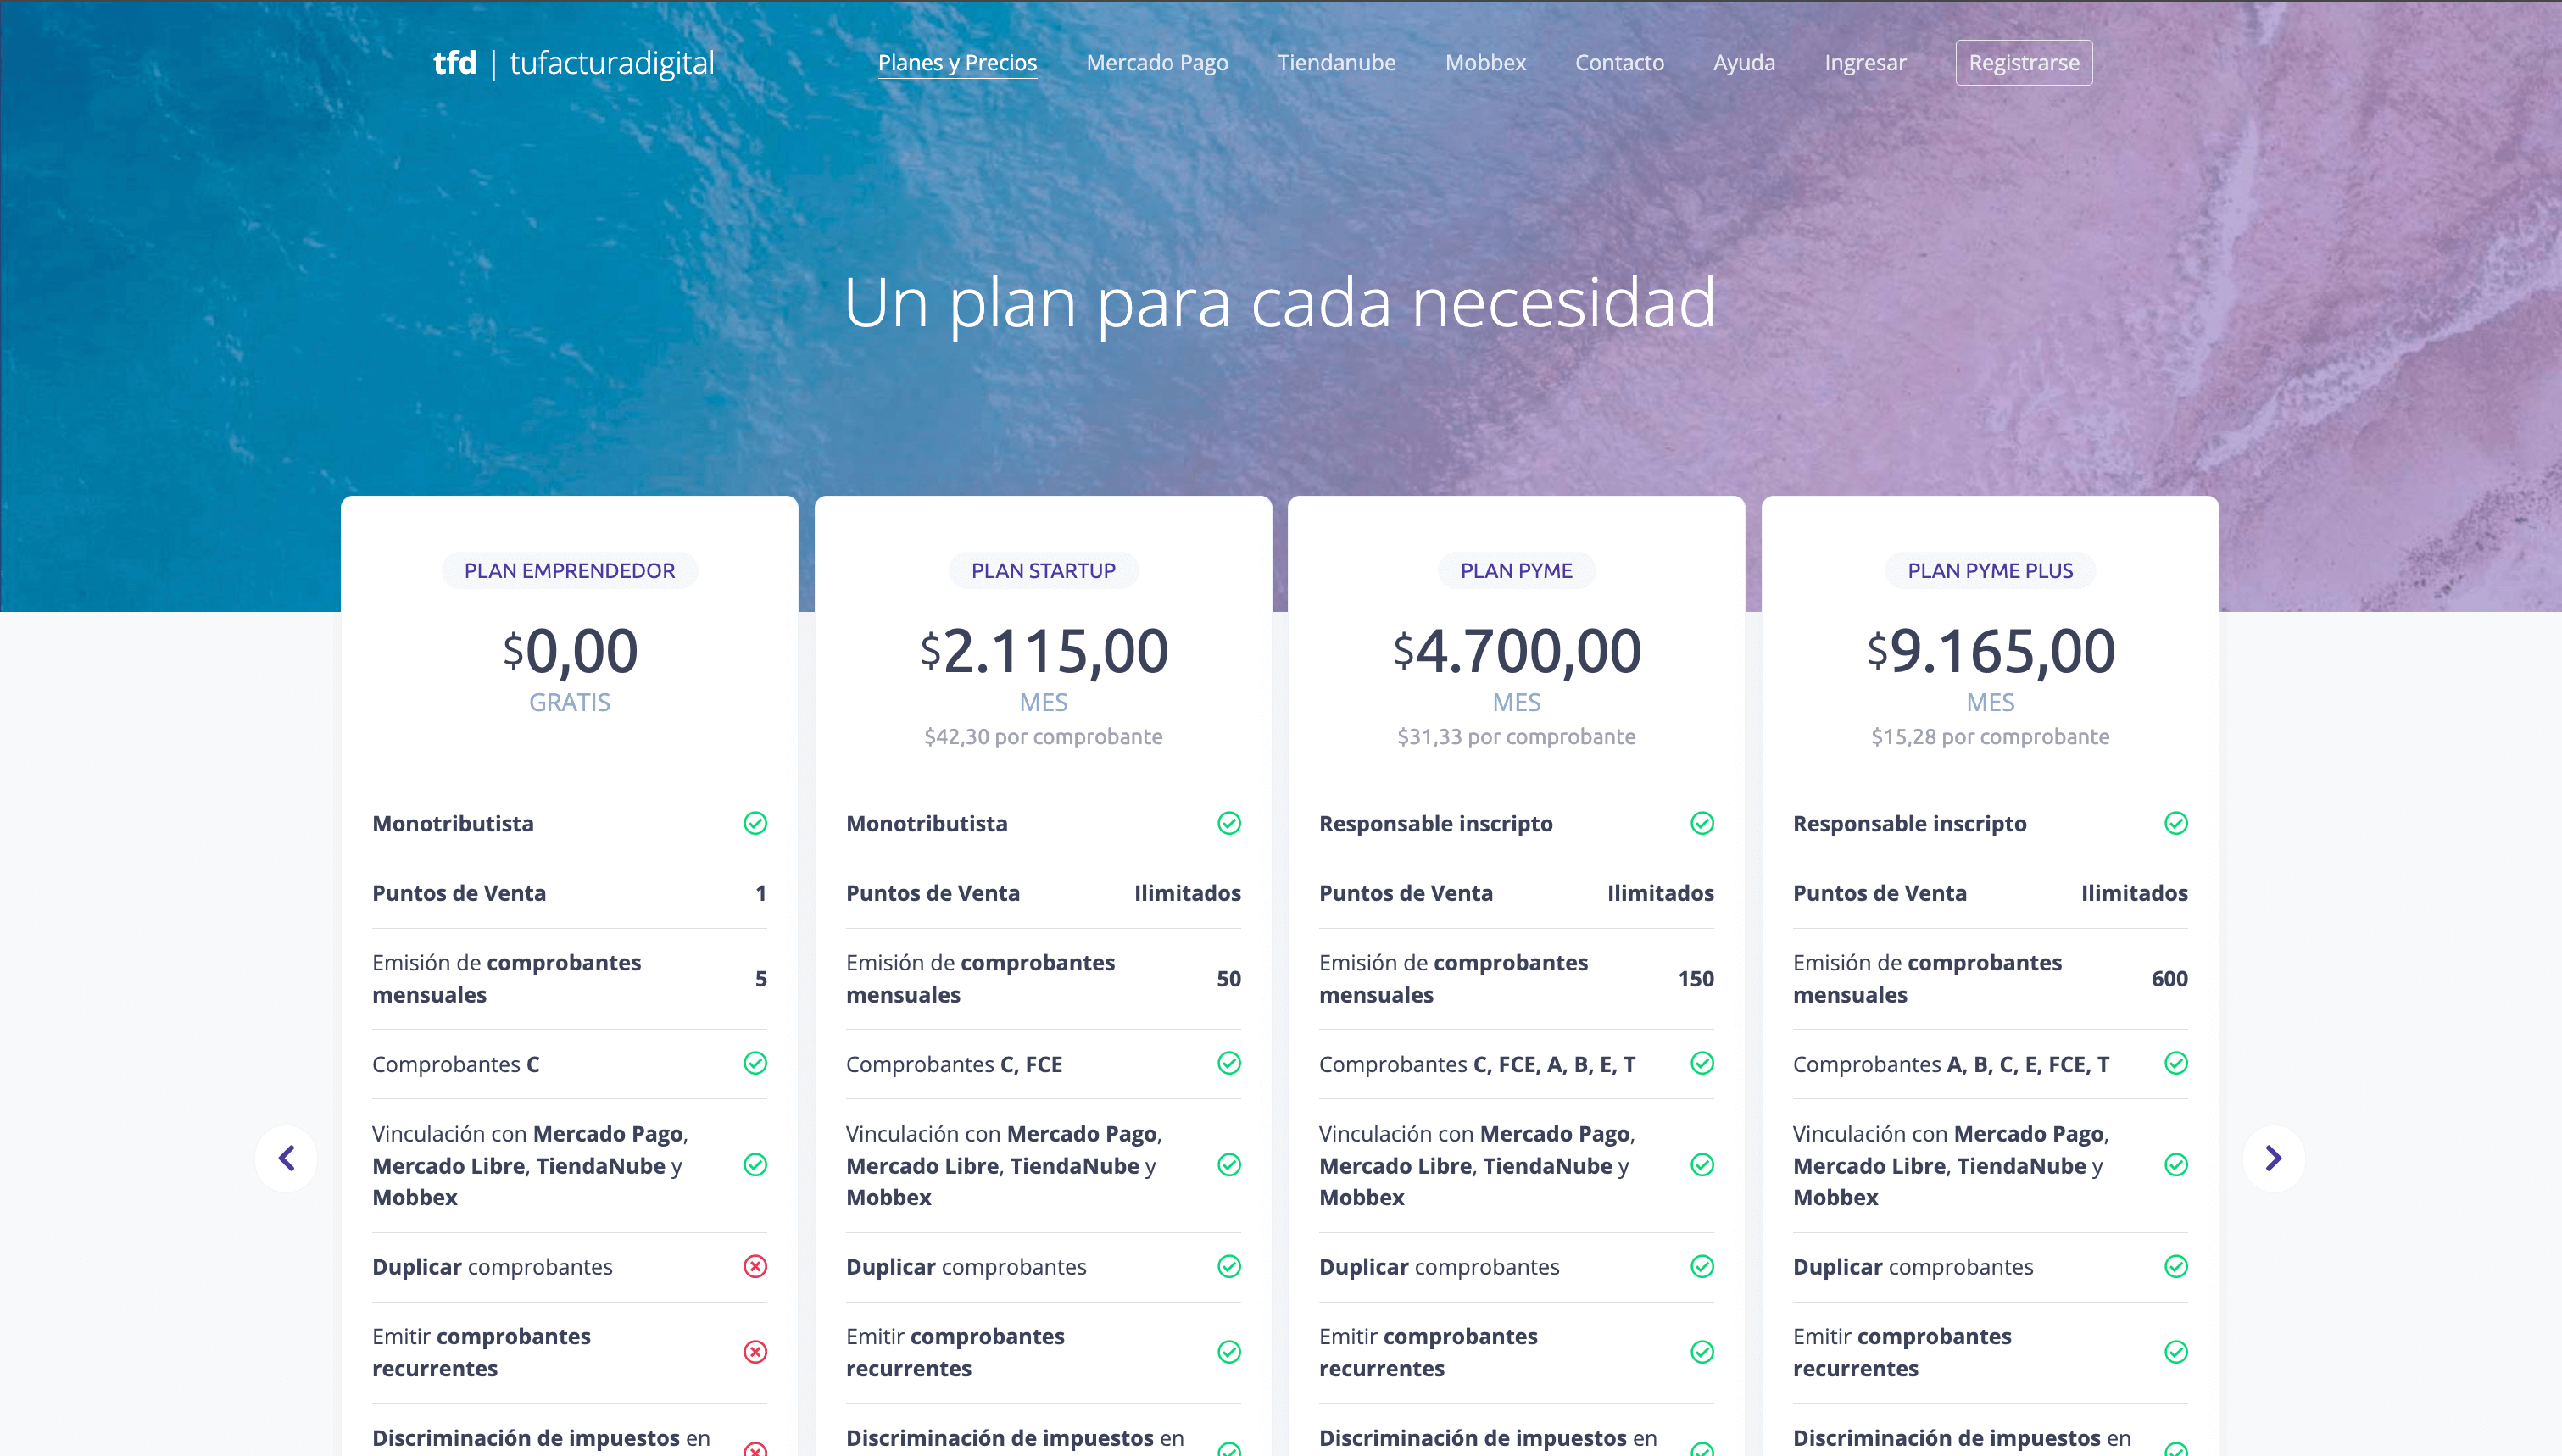 tfd | tufacturadigital
Planes y Precios
Mercado Pago
Tiendanube
Mobbex
Contacto
Ayuda
Ingresar
Registrarse
Un plan para cada necesidad
PLAN EMPRENDEDOR
$0,00
GRATIS
Monotributista
Puntos de Venta 1
Emisión de comprobantes
mensuales
5
Comprobantes C
Vinculación con Mercado Pago,
Mercado Libre, TiendaNube y
Mobbex
Duplicar comprobantes
Emitir comprobantes
recurrentes
Discriminación de impuestos en
PLAN STARTUP
$2.115,00
MES
$42,30 por comprobante
Monotributista
Puntos de Venta Ilimitados
Emisión de comprobantes
mensuales
50
Comprobantes C, FCE
Vinculación con Mercado Pago,
Mercado Libre, TiendaNube y
Mobbex
Duplicar comprobantes
Emitir comprobantes
recurrentes
Discriminación de impuestos en
PLAN PYME
$4.700,00
MES
$31,33 por comprobante
Responsable inscripto
Puntos de Venta Ilimitados
Emisión de comprobantes
mensuales
150
Comprobantes C, FCE, A, B, E, T
Vinculación con Mercado Pago,
Mercado Libre, TiendaNube y
Mobbex
Duplicar comprobantes
Emitir comprobantes
recurrentes
Discriminación de impuestos en
PLAN PYME PLUS
$9.165,00
MES
$15,28 por comprobante
Responsable inscripto
Puntos de Venta Ilimitados
Emisión de comprobantes
mensuales
600
Comprobantes A, B, C, E, FCE, T
Vinculación con Mercado Pago,
Mercado Libre, TiendaNube y
Mobbex
Duplicar comprobantes
Emitir comprobantes
recurrentes
Discriminación de impuestos en